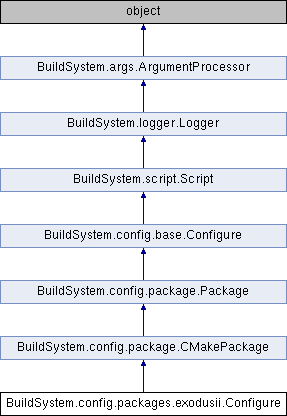 object
BuildSystem.args.ArgumentProcessor
BuildSystem.logger.Logger
BuildSystem.script.Script
BuildSystem.config.base.Configure
BuildSystem.config.package.Package
BuildSystem.config.package.CMakePackage
BuildSystem.config.packages.exodusii.Configure